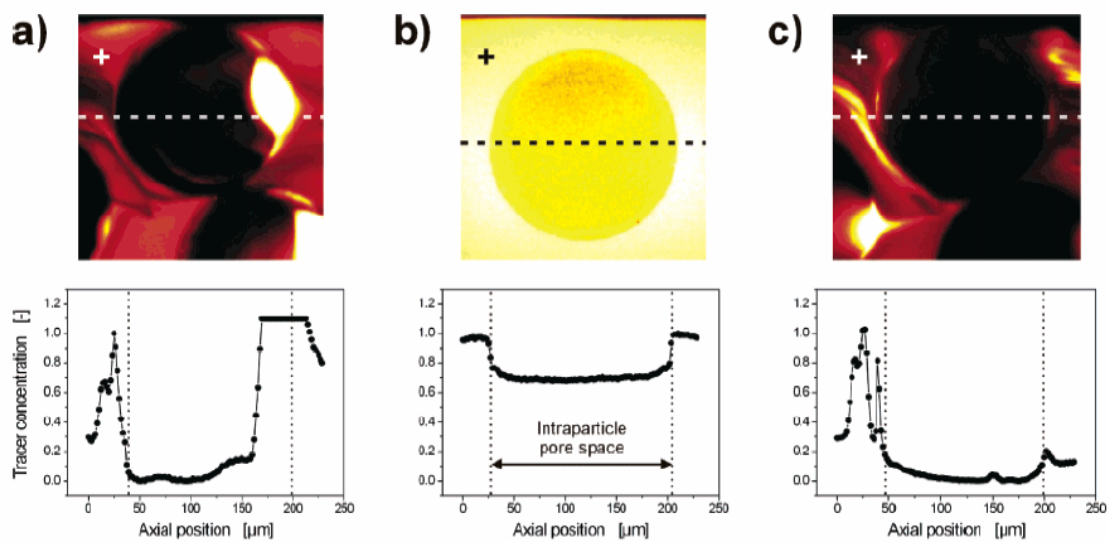 a)
b)
c)
+
+
+
Tracer concentration [-]
1.2
1.0
0.8
0.6
0.4
0.2
0.0
0 50 100 150 200 250
Axial position [µm]
1.2
1.0
0.8
0.6
0.4
0.2
0.0
Intraparticle
pore space
0 50 100 150 200 250
Axial position [µm]
1.2
1.0
0.8
0.6
0.4
0.2
0.0
0 50 100 150 200 250
Axial position [µm]